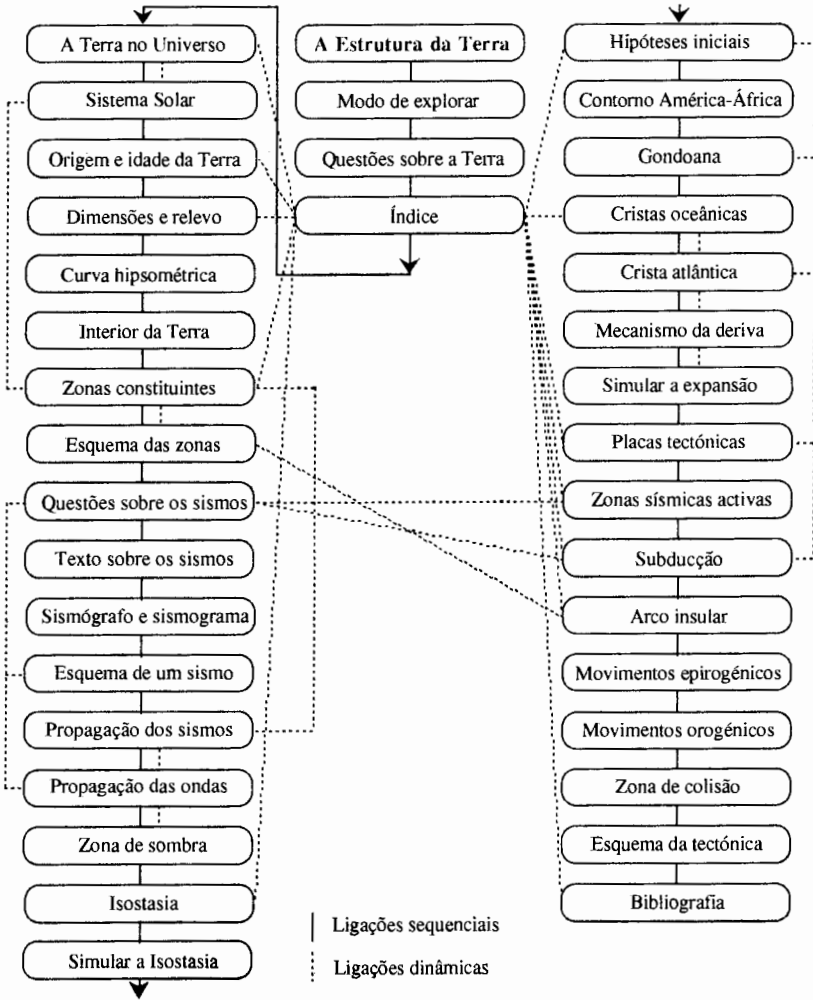 A Terra no Universo
Sistema Solar
Origem e idade da Terra
Dimensões e relevo
Curva hipsométrica
Interior da Terra
Zonas constituintes
Esquema das zonas
Questões sobre os sismos
Texto sobre os sismos
Sismógrafo e sismograma
Esquema de um sismo
Propagação dos sismos
Propagação das ondas
Zona de sombra
Isostasia
Simular a Isostasia
A Estrutura da Terra
Modo de explorar
Questões sobre a Terra
Índice
Hipóteses iniciais
Contorno América-África
Gondoana
Cristas oceânicas
Crista atlântica
Mecanismo da deriva
Simular a expansão
Placas tectónicas
Zonas sísmicas activas
Subducção
Arco insular
Movimentos epirogénicos
Movimentos orogénicos
Zona de colisão
Esquema da tectónica
Bibliografia
Ligações sequenciais
Ligações dinâmicas